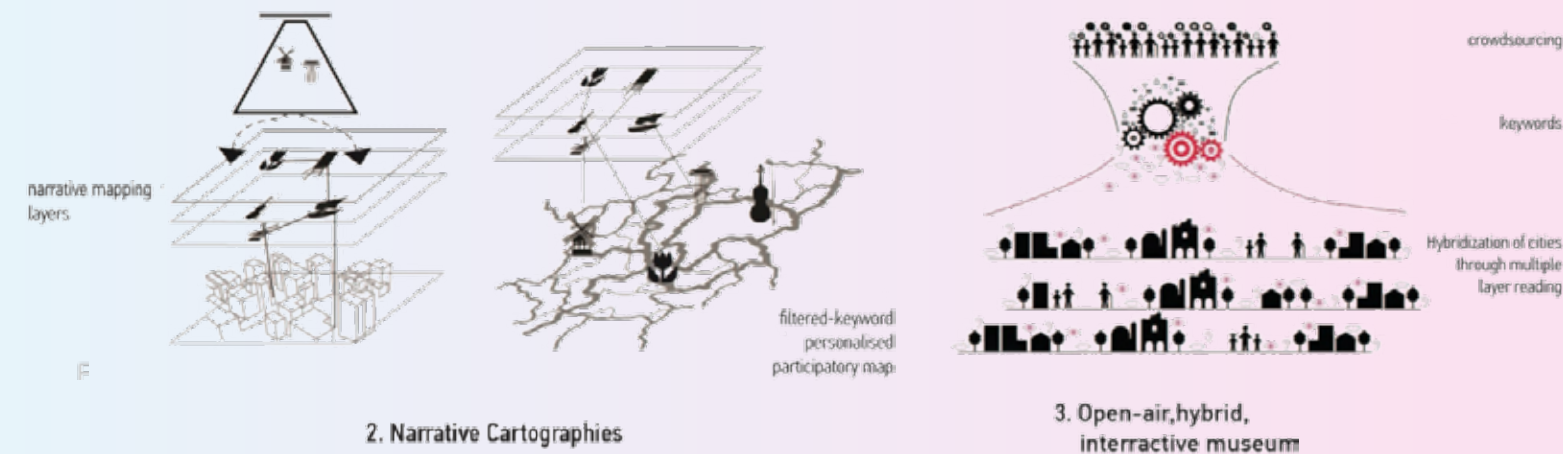 narrative mapping
layers
F
filtered-keyword
personalised
participatory map
2. Narrative Cartographies
crowdsourcing
keywords
Hybridization of cities
through multiple
layer reading
3. Open-air,hybrid,
interractive museum